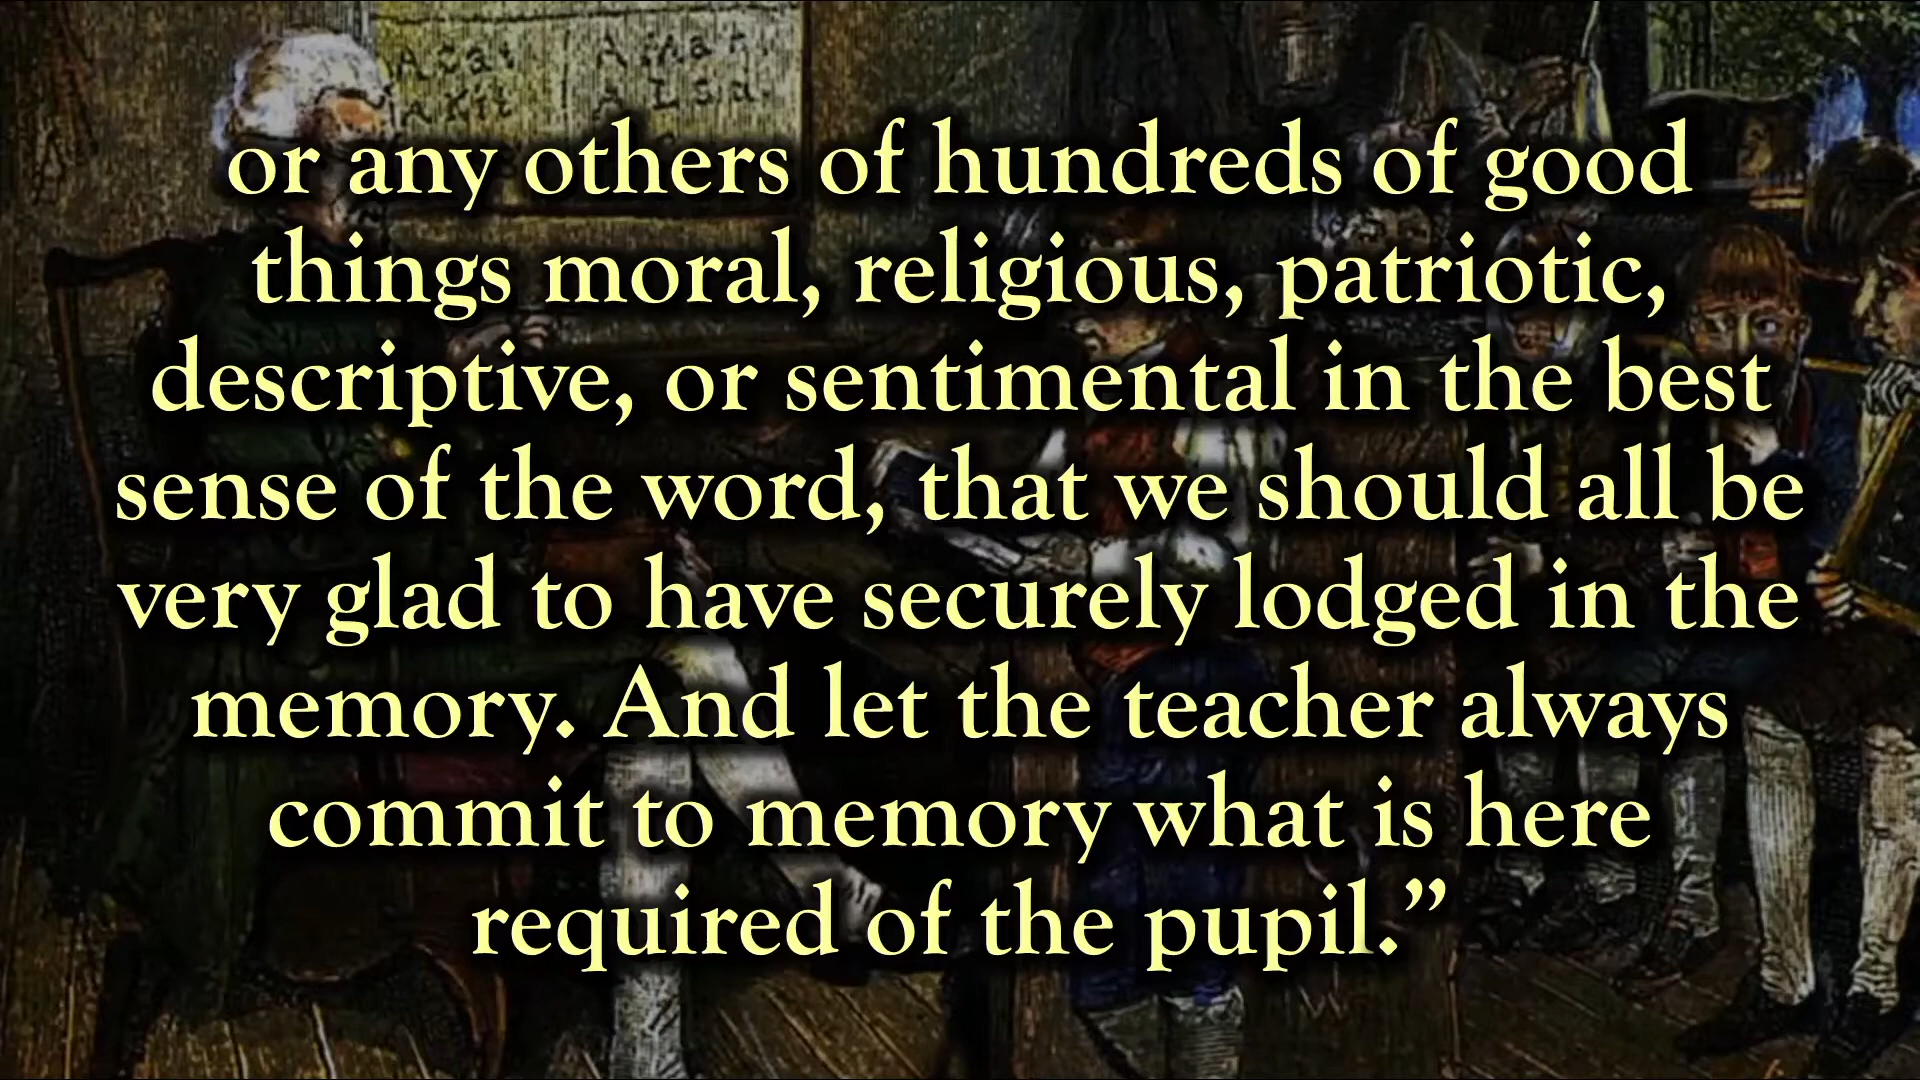 A cat
A Kit
or any others of hundreds of good
things moral, religious, patriotic,
descriptive, or sentimental in the best
sense of the word, that we should all be
very glad to have securely lodged in the
memory. And let the teacher always
commit to memory what is here
required of the pupil.”